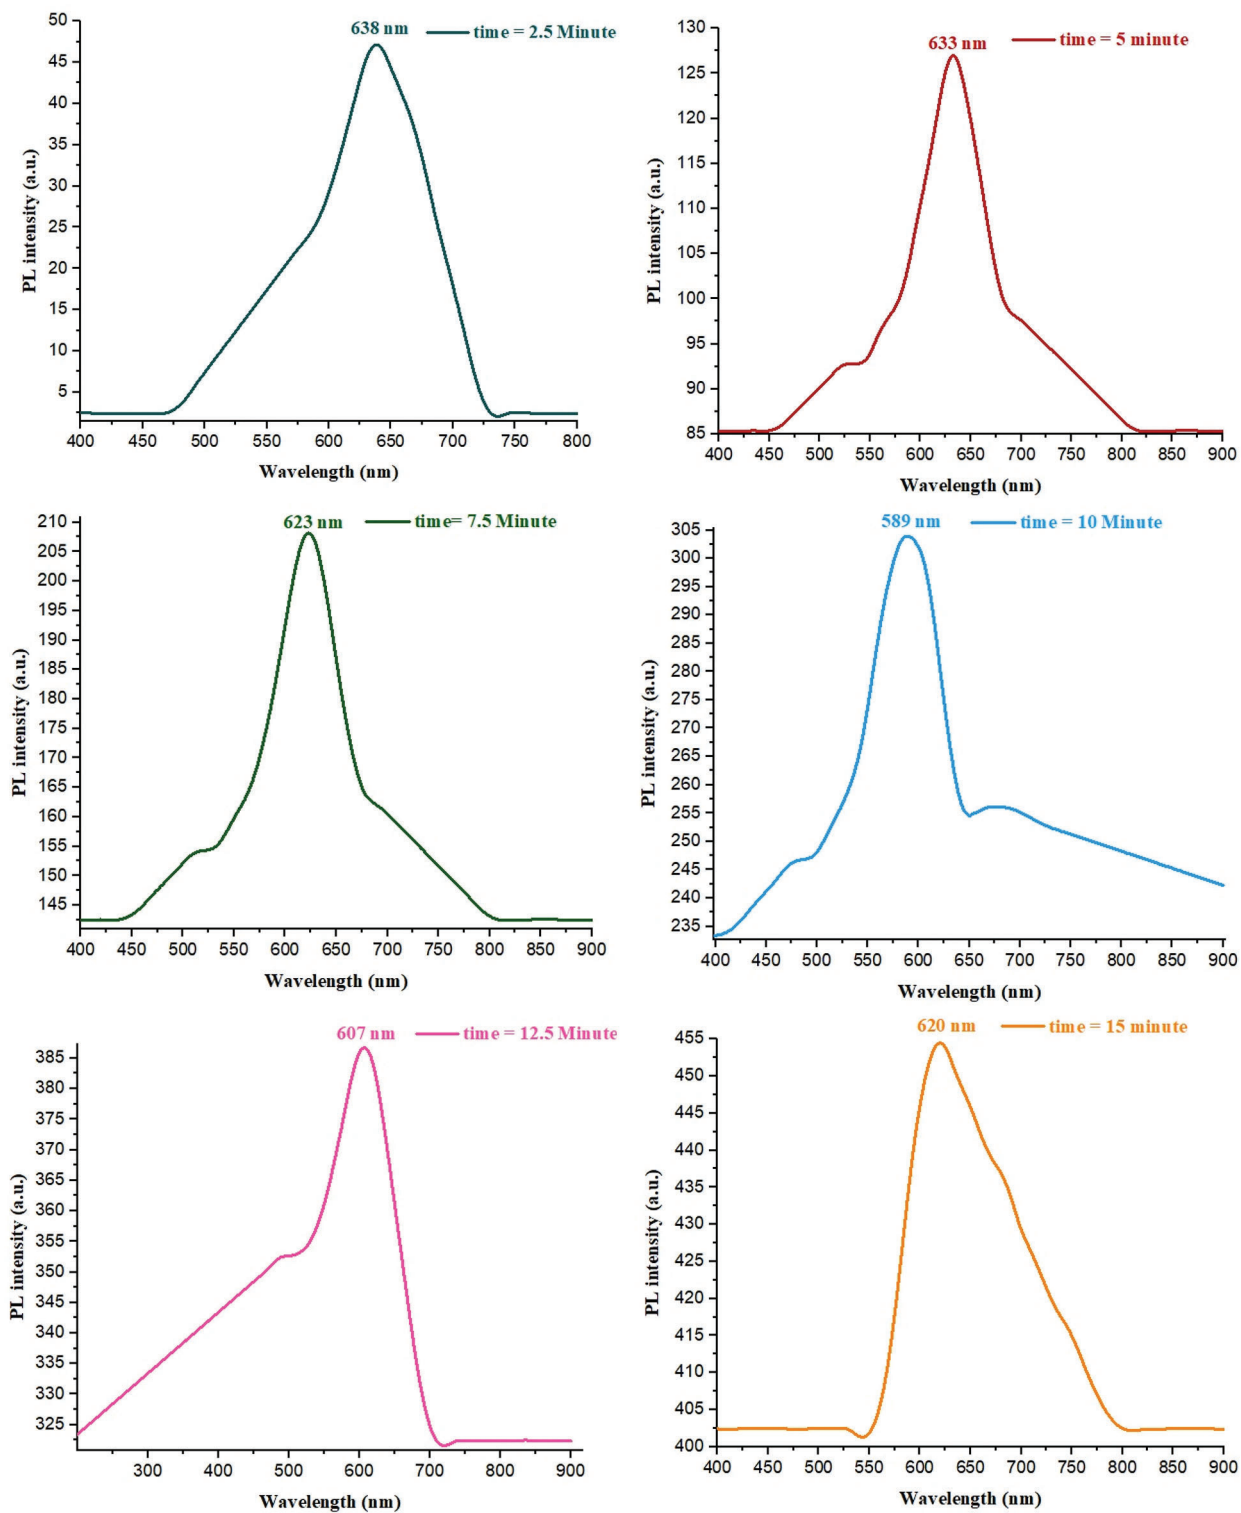 638 nm
time = 2.5 Minute
PL intensity (a.u.)
50
45
40
35
30
25
20
15
10
5
400 450 500 550 600 650 700 750 800
Wavelength (nm)
633 nm
time = 5 minute
PL intensity (a.u.)
130
125
120
115
110
105
100
95
90
85
400 450 500 550 600 650 700 750 800 850 900
Wavelength (nm)
623 nm
time= 7.5 Minute
PL intensity (a.u.)
210
205
200
195
190
185
180
175
170
165
160
155
150
145
400 450 500 550 600 650 700 750 800 850 900
Wavelength (nm)
589 nm
time = 10 Minute
PL intensity (a.u.)
305
300
295
290
285
280
275
270
265
260
255
250
245
240
235
400 450 500 550 600 650 700 750 800 850 900
Wavelength (nm)
607 nm
time = 12.5 Minute
PL intensity (a.u.)
385
380
375
370
365
360
355
350
345
340
335
330
325
300 400 500 600 700 800 900
Wavelength (nm)
620 nm
time = 15 minute
PL intensity (a.u.)
455
450
445
440
435
430
425
420
415
410
405
400
400 450 500 550 600 650 700 750 800 850 900
Wavelength (nm)